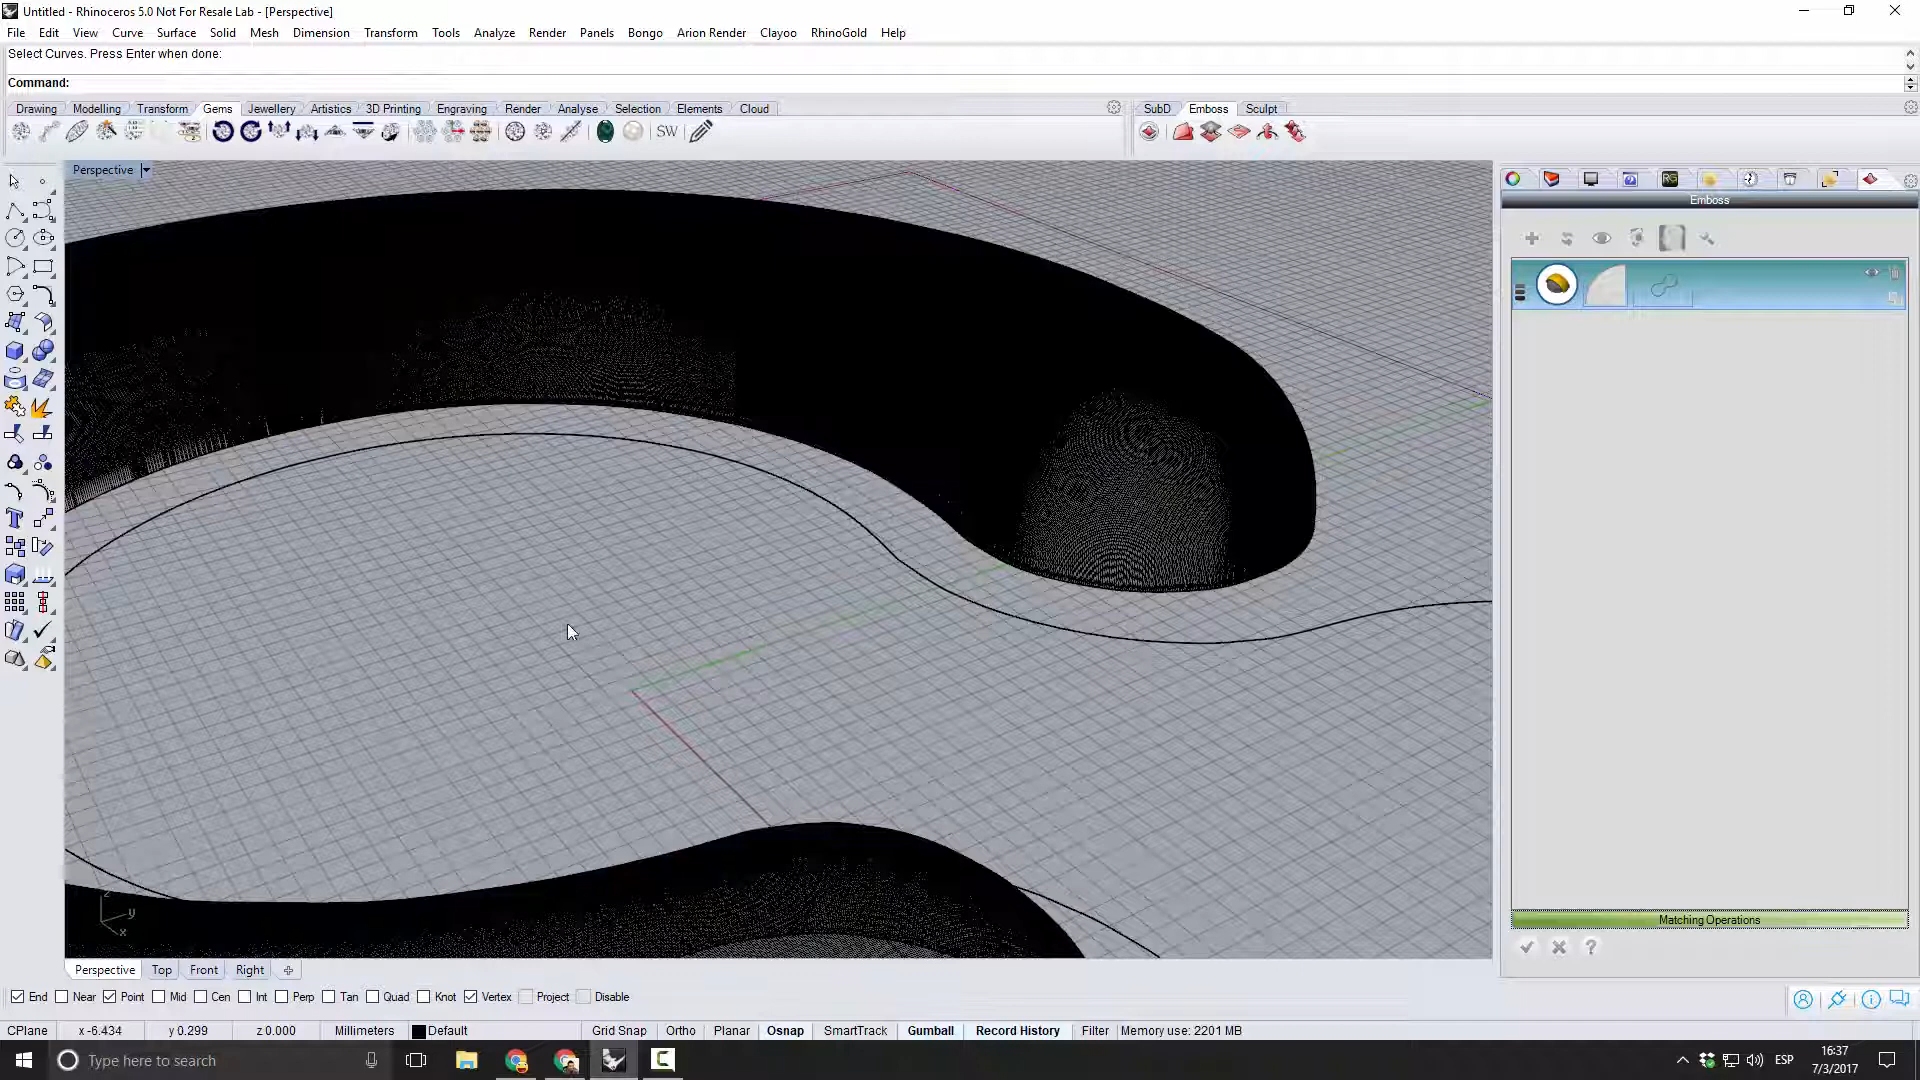 Untitled - Rhinoceros 5.0 Not For Resale Lab - [Perspective]
File Edit View Curve Surface Solid Mesh Dimension Transform Tools Analyze Render Panels Bongo Arion Render Clayoo RhinoGold Help
Select Curves. Press Enter when done:
Command:
Drawing Modelling Transform Gems Jewellery Artistics 3D Printing Engraving Render Analyse Selection Elements Cloud
SubD Emboss Sculpt
SW
Perspective
RG
Emboss
Matching Operations
z
y
x
Perspective Top Front Right
End Near Point Mid Cen Int Perp Tan Quad Knot Vertex Project Disable
CPlane x -6.434 y 0.299 z 0.000 Millimeters Default Grid Snap Ortho Planar Osnap SmartTrack Gumball Record History Filter Memory use: 2201 MB
Type here to search
ESP
16:37
7/3/2017